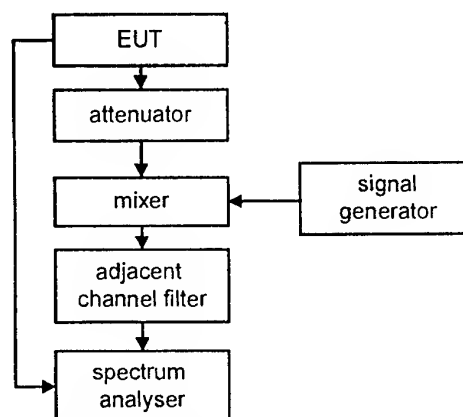 EUT
attenuator
mixer
signal
generator
adjacent
channel filter
spectrum
analyser